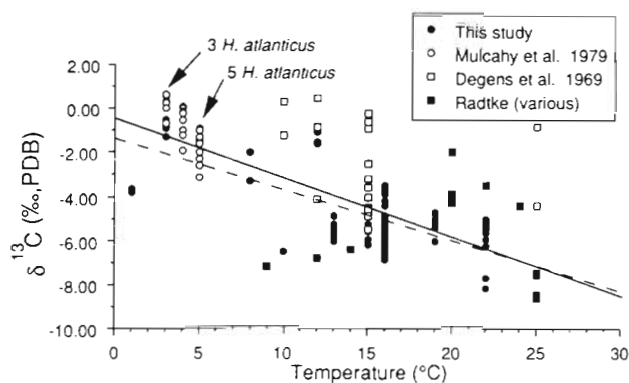 3 H. atlanticus
5 H. atlanticus
This study
Mulcahy et al. 1979
Degens et al. 1969
Radtke (various)
2.00
0.00
-2.00
-4.00
-6.00
-8.00
-10.00
δ 13C (‰,PDB)
0
5
10
15
20
25
30
Temperature (°C)